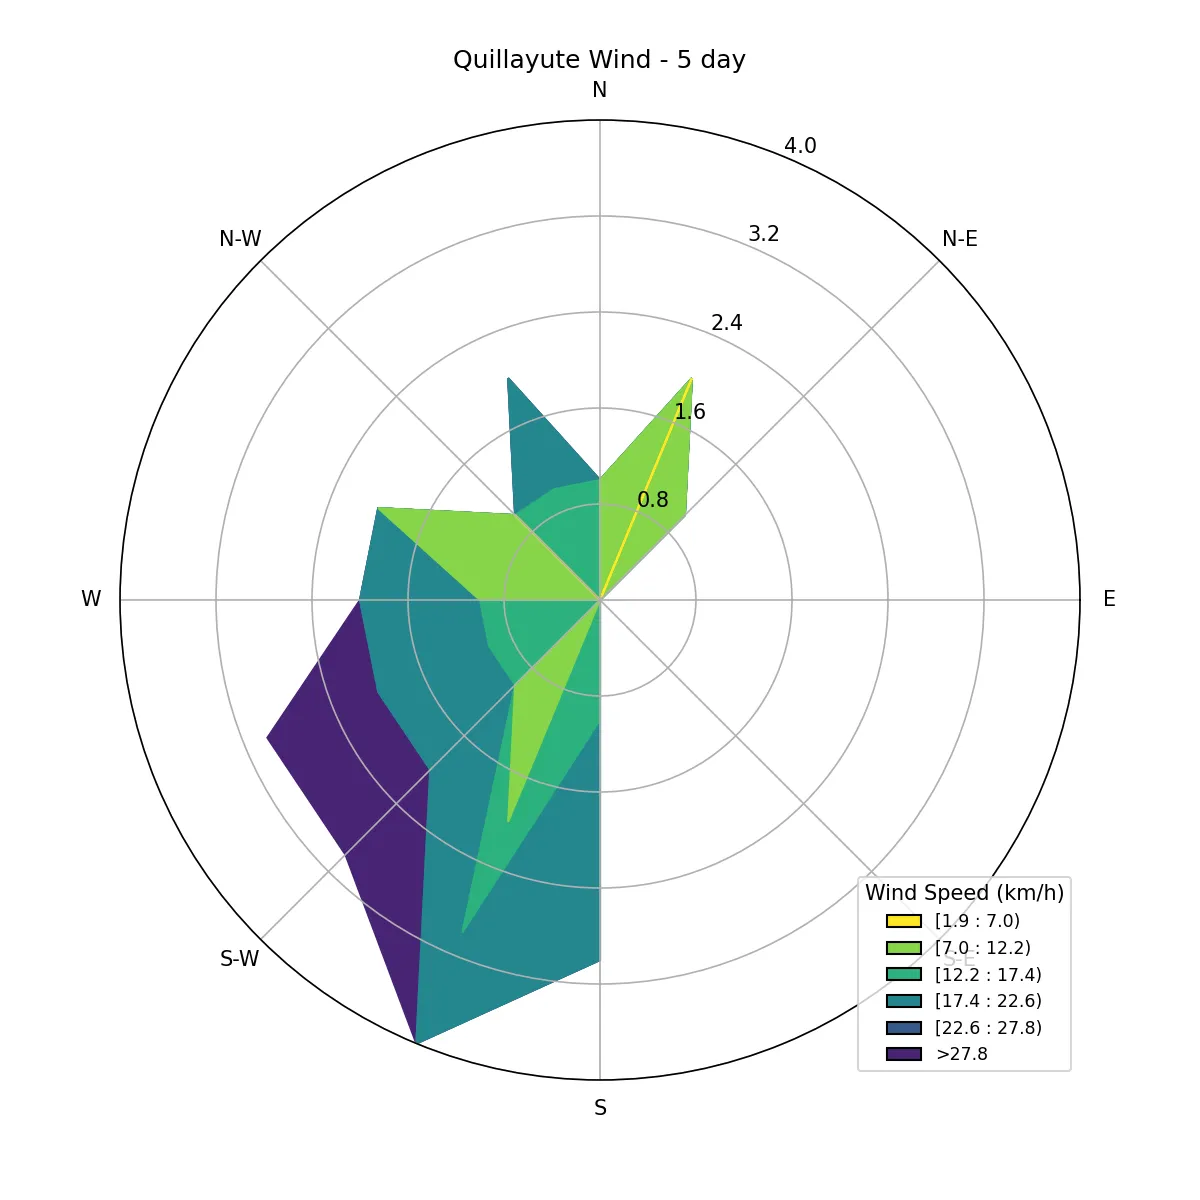 Quillayute Wind - 5 day
N
4.0
N-W
3.2
N-E
2.4
1.6
0.8
W
E
Wind Speed (km/h)
[1.9 : 7.0)
[7.0 : 12.2)
S-W
S-E
[12.2 : 17.4)
[17.4 : 22.6)
[22.6 : 27.8)
>27.8
S